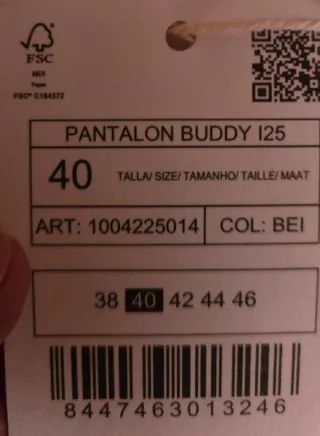 FSC
MIX
Paper
FSC® C154372
PANTALON BUDDY I25
40 TALLA/ SIZE/ TAMANHO/ TAILLE/ MAAT
ART: 1004225014 COL: BEI
38 40 42 44 46
8447463013246